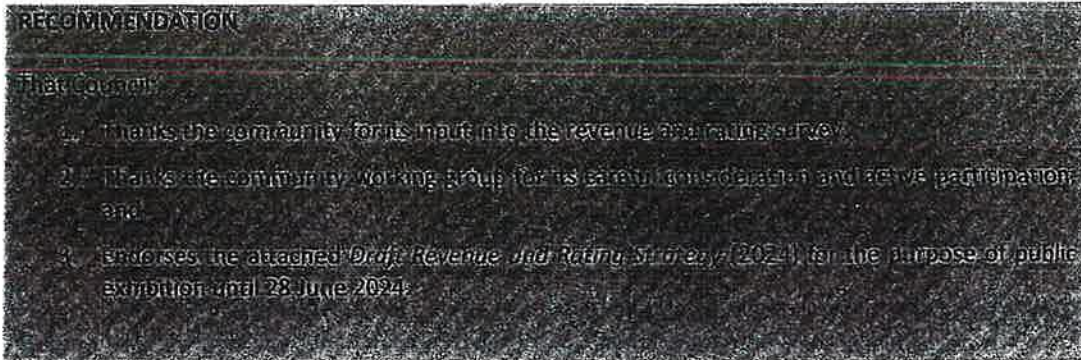 RECOMMENDATION
That Council:
1. Thanks the community for its input into the revenue and rating survey;
2. Thanks the community working group for its careful consideration and active participation;
and
3. Endorses the attached Draft Revenue and Rating Strategy (2024) for the purpose of public
exhibition until 28 June 2024.